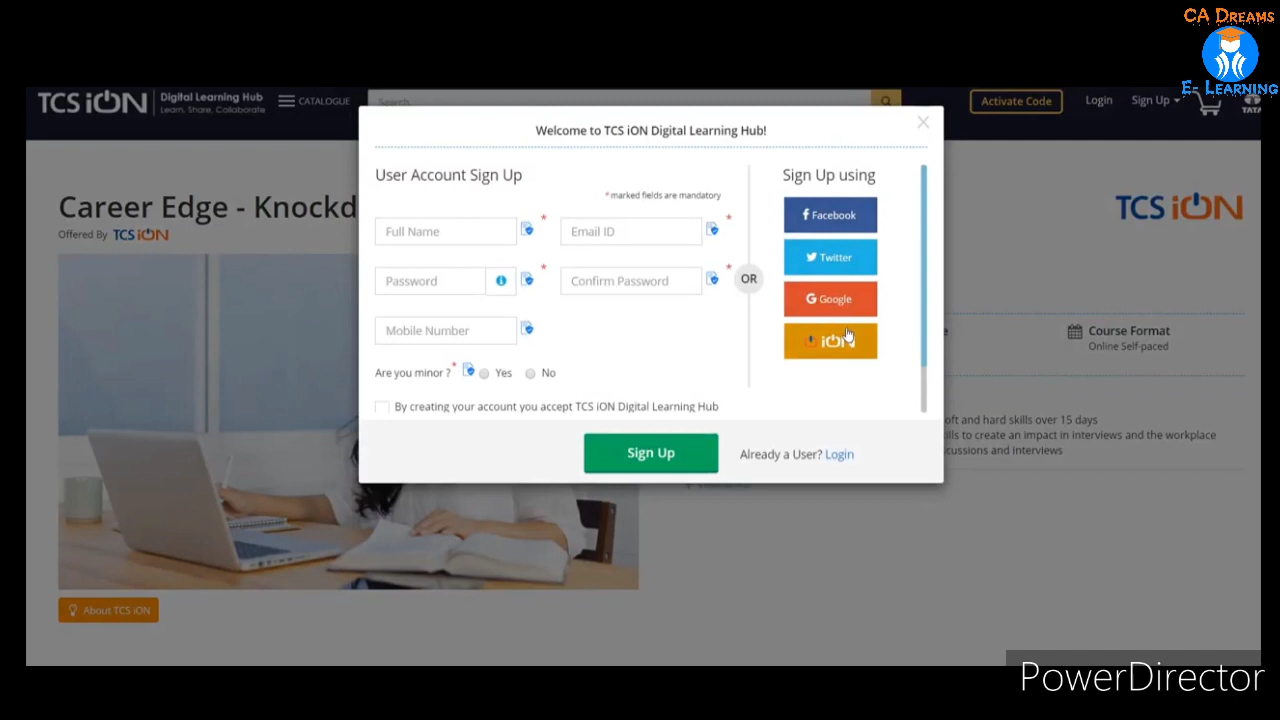 CA DREAMS
E- LEARNING
TCS iON
Digital Learning Hub
Learn, Share, Collaborate
CATALOGUE
Search
Activate Code
Login
Sign Up
TATA
Welcome to TCS iON Digital Learning Hub!
User Account Sign Up
* marked fields are mandatory
Full Name *
Email ID *
Password *
Confirm Password *
Mobile Number
Are you minor ? * Yes No
By creating your account you accept TCS iON Digital Learning Hub
OR
Sign Up using
Facebook
Twitter
Google
iON
Sign Up
Already a User? Login
Career Edge - Knockd
Offered By TCS iON
TCS iON
Course Format
Online Self-paced
oft and hard skills over 15 days
ills to create an impact in interviews and the workplace
cussions and interviews
About TCS iON
PowerDirector